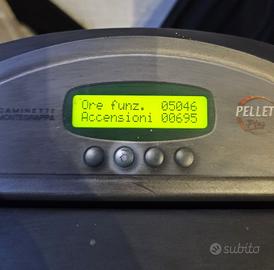 Ore funz. 05046
Accensioni 00695
CAMINETTI
MONTEGRAPPA
PELLET
subito